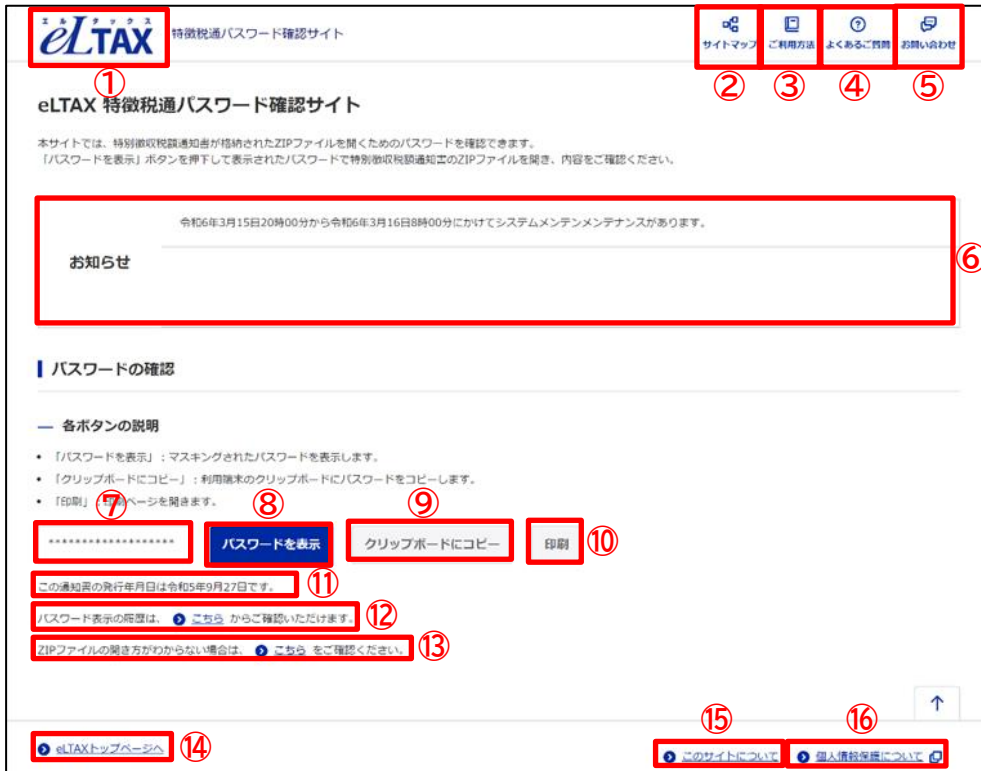 エルタックス
eLTAX 特徴税通パスワード確認サイト
サイトマップ ご利用方法 よくあるご質問 お問い合わせ
① ② ③ ④ ⑤
eLTAX 特徴税通パスワード確認サイト
本サイトでは、特別徴収税額通知書が格納されたZIPファイルを開くためのパスワードを確認できます。
「パスワードを表示」ボタンを押下して表示されたパスワードで特別徴収税額通知書のZIPファイルを開き、内容をご確認ください。
令和6年3月15日20時00分から令和6年3月16日8時00分にかけてシステムメンテンメンテナンスがあります。
お知らせ
⑥
パスワードの確認
各ボタンの説明
• 「パスワードを表示」：マスキングされたパスワードを表示します。
• 「クリップボードにコピー」：利用端末のクリップボードにパスワードをコピーします。
• 「印刷」：印刷ページを開きます。
⑦ ⑧ ⑨
******************* パスワードを表示 クリップボードにコピー 印刷 ⑩
この通知書の発行年月日は令和5年9月27日です。 ⑪
パスワード表示の履歴は、 こちら からご確認いただけます。 ⑫
ZIPファイルの開き方がわからない場合は、 こちら をご確認ください。 ⑬
↑
eLTAXトップページへ ⑭
⑮ ⑯
このサイトについて 個人情報保護について